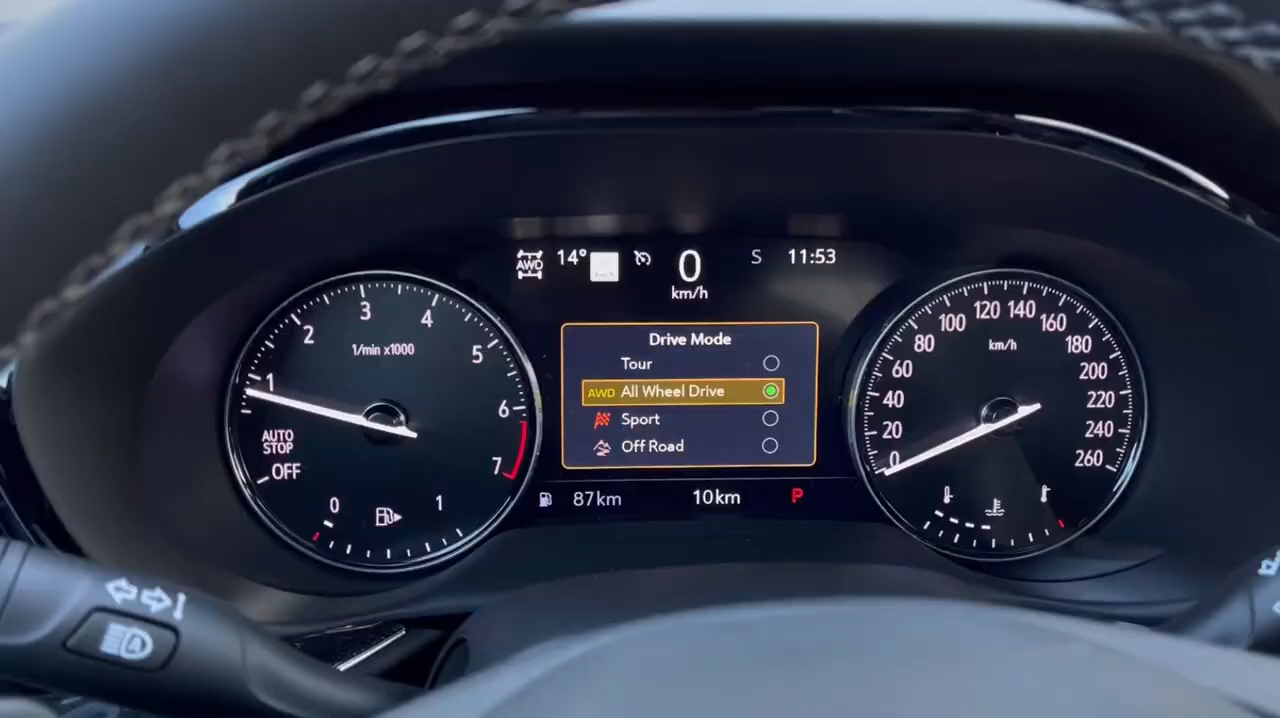 AWD 14° 0 S 11:53
km/h
Drive Mode
Tour
AWD All Wheel Drive
Sport
Off Road
87km 10km P
1
2
3
4
5
6
7
1/min x1000
AUTO
STOP
OFF
0 1
0
20
40
60
80
100
120
140
160
180
200
220
240
260
km/h
A